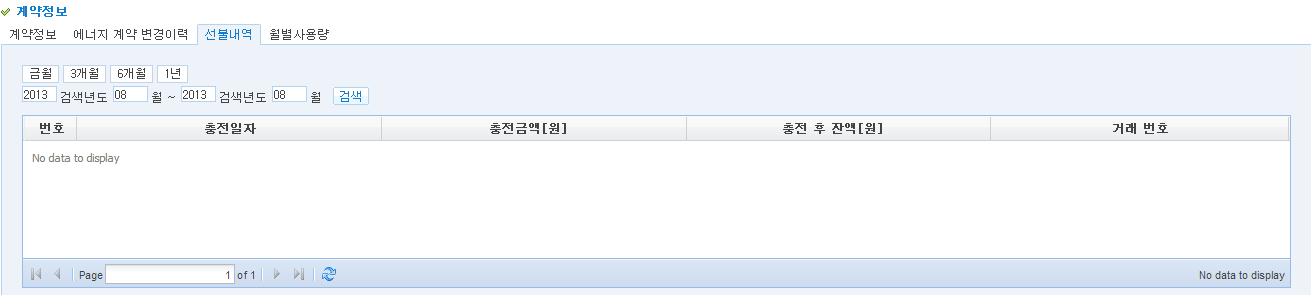 계약정보
계약정보 에너지 계약 변경이력 선불내역 월별사용량
금월 3개월 6개월 1년
2013 검색년도 08 월 ~ 2013 검색년도 08 월 검색
번호 충전일자 충전금액[원] 충전 후 잔액[원] 거래 번호
No data to display
Page 1 of 1 No data to display